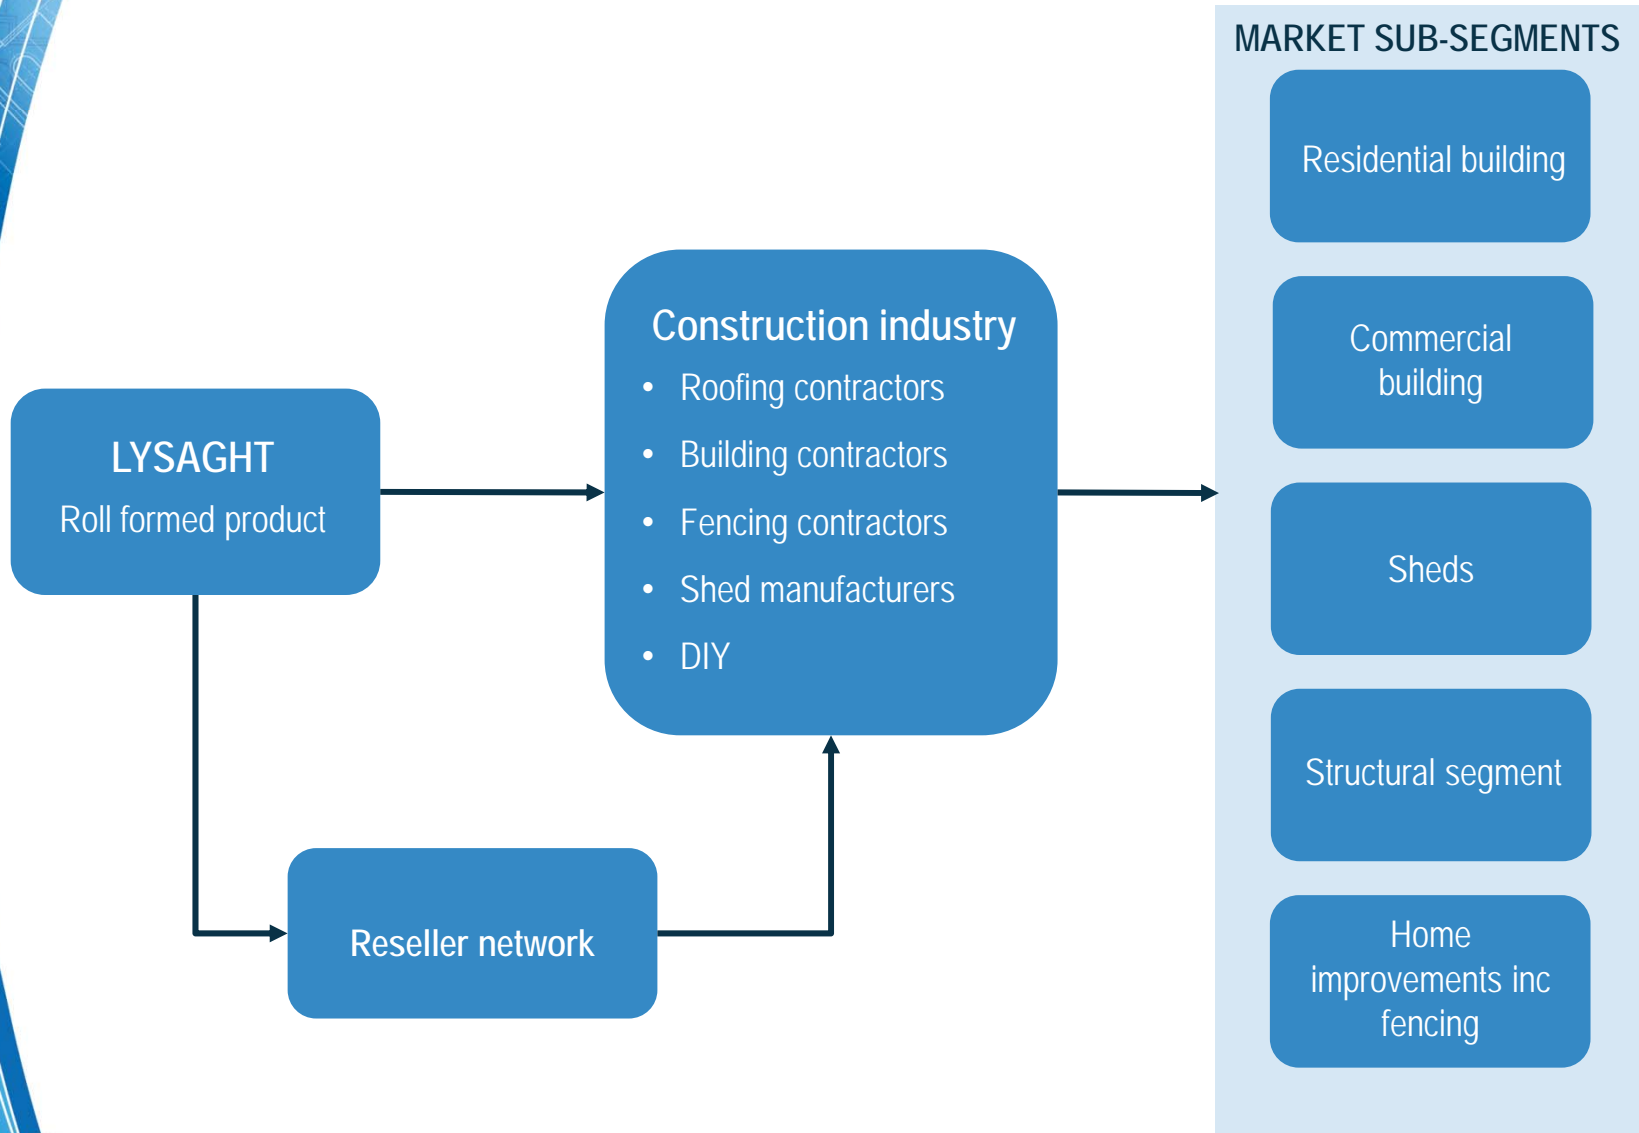 MARKET SUB-SEGMENTS
LYSAGHT
Roll formed product
Reseller network
Construction industry
• Roofing contractors
• Building contractors
• Fencing contractors
• Shed manufacturers
• DIY
Residential building
Commercial
building
Sheds
Structural segment
Home
improvements inc
fencing